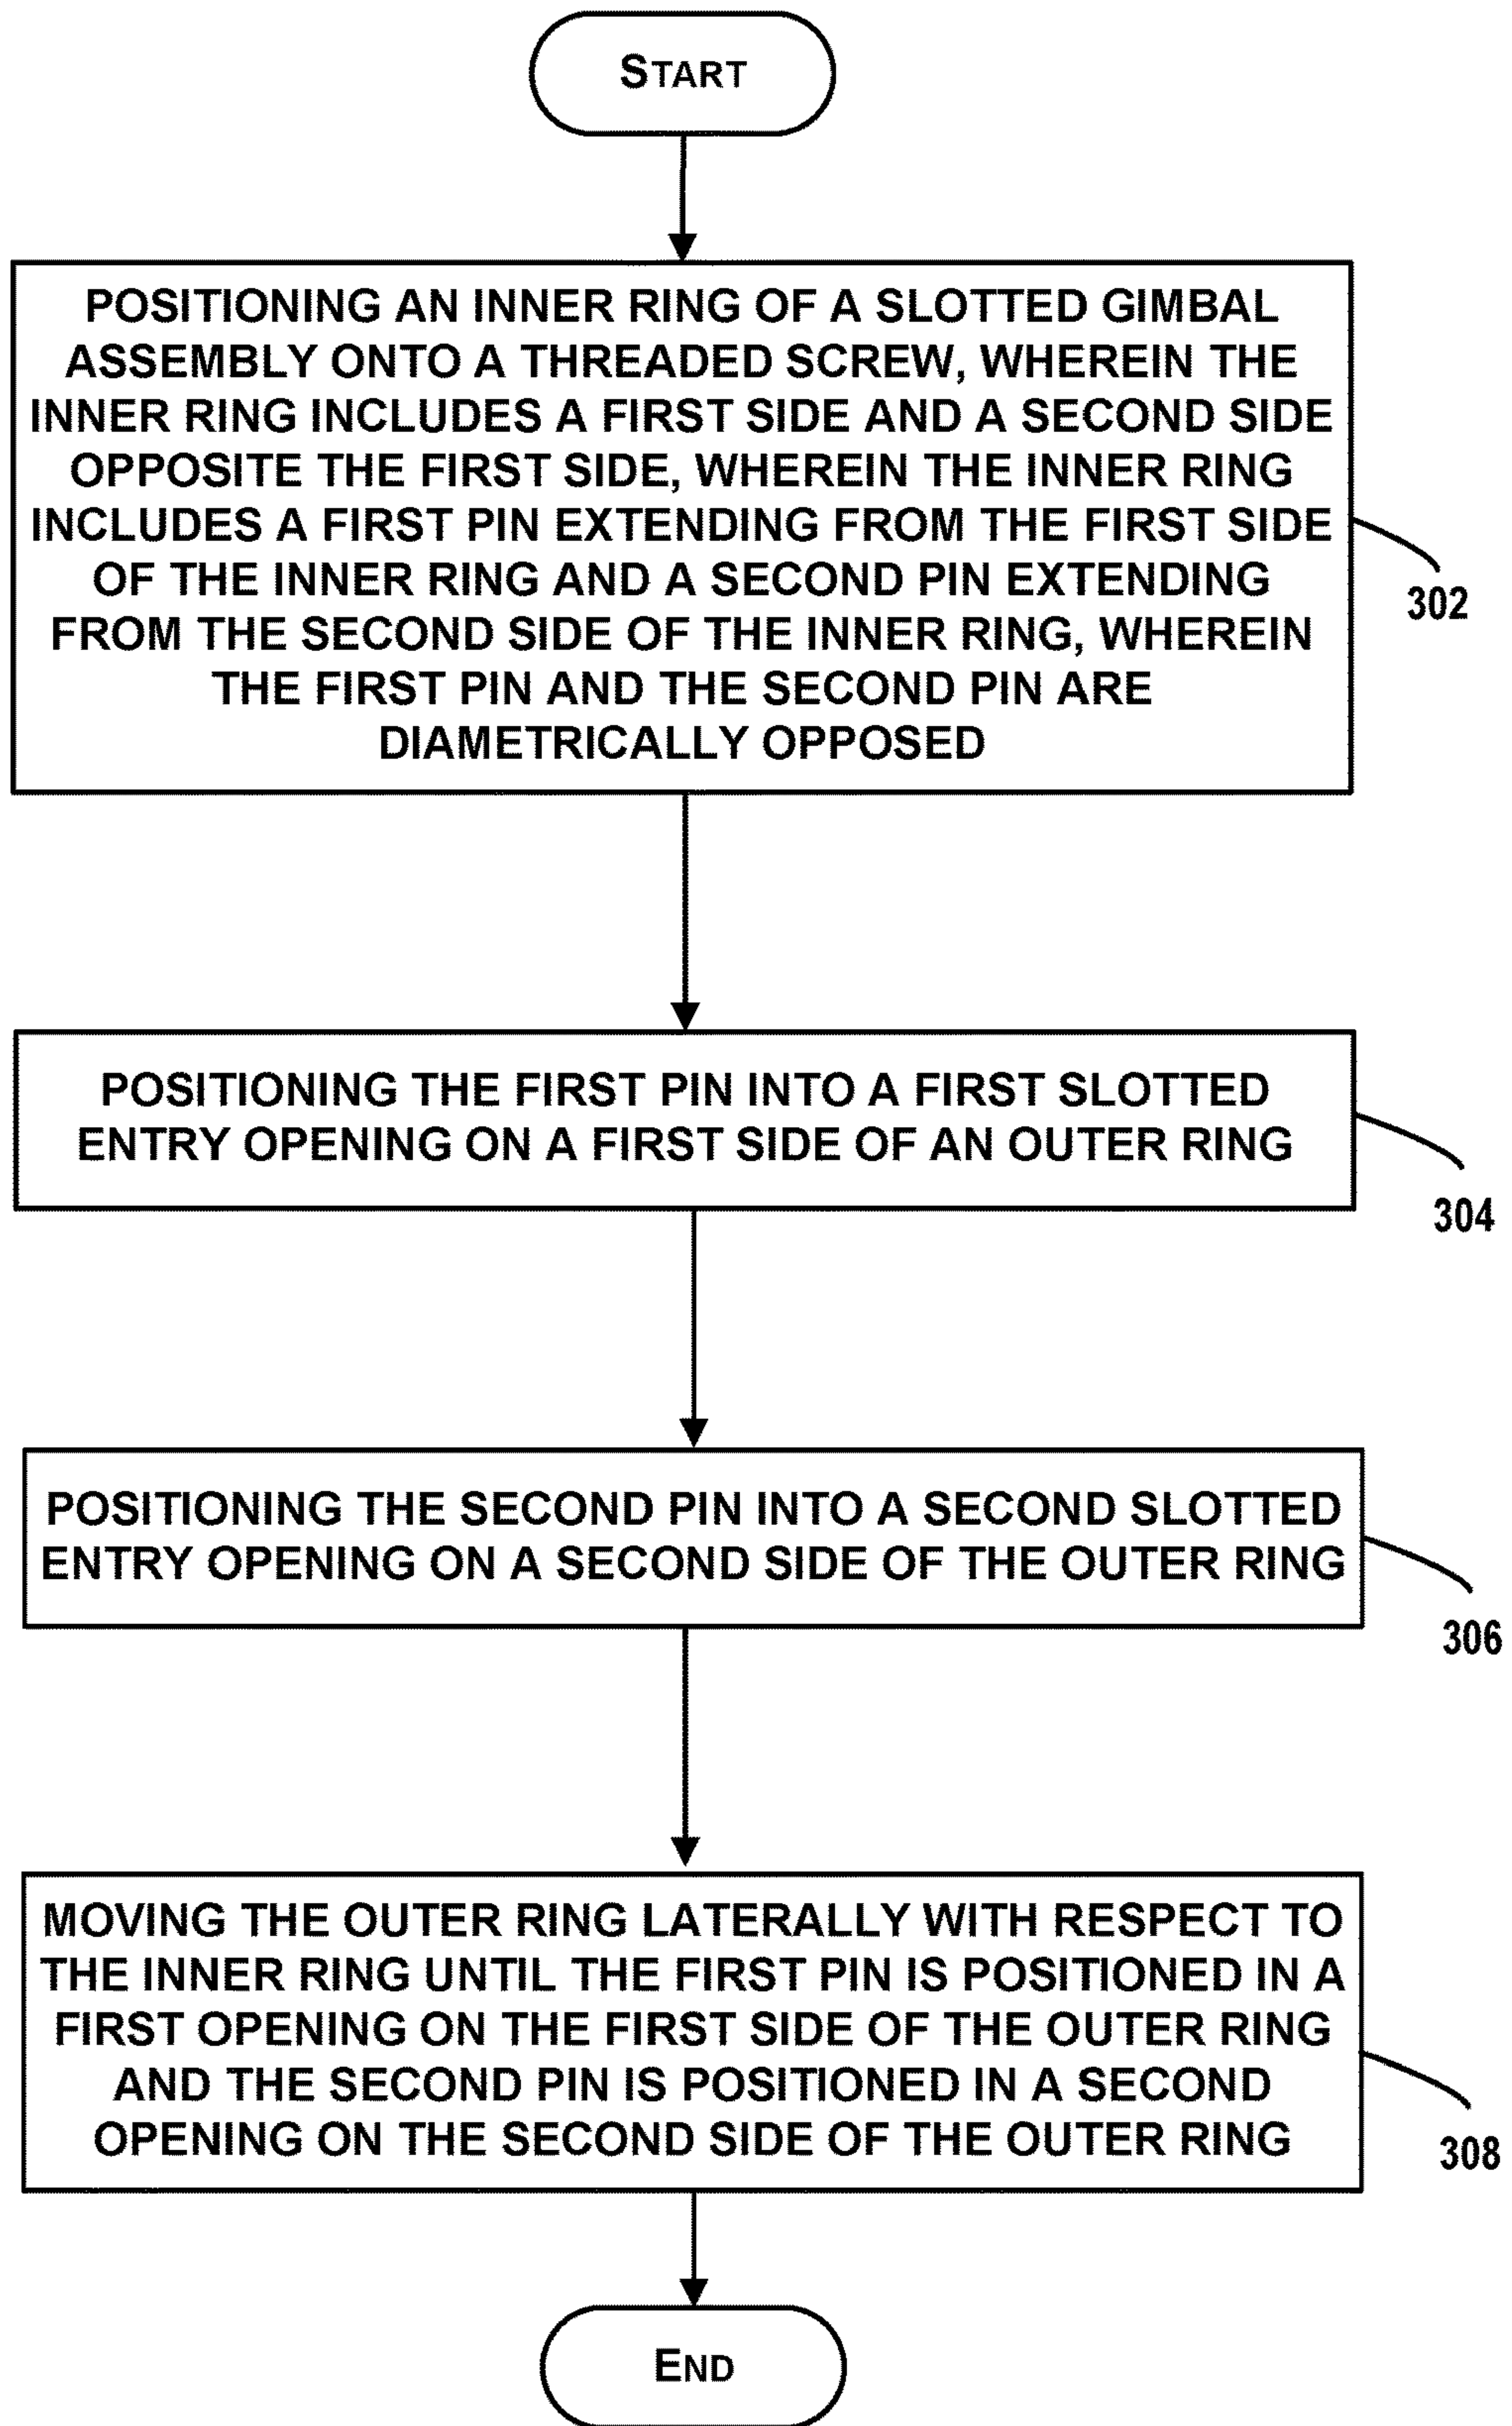 START
POSITIONING AN INNER RING OF A SLOTTED GIMBAL
ASSEMBLY ONTO A THREADED SCREW, WHEREIN THE
INNER RING INCLUDES A FIRST SIDE AND A SECOND SIDE
OPPOSITE THE FIRST SIDE, WHEREIN THE INNER RING
INCLUDES A FIRST PIN EXTENDING FROM THE FIRST SIDE
OF THE INNER RING AND A SECOND PIN EXTENDING
FROM THE SECOND SIDE OF THE INNER RING, WHEREIN
THE FIRST PIN AND THE SECOND PIN ARE
DIAMETRICALLY OPPOSED
302
POSITIONING THE FIRST PIN INTO A FIRST SLOTTED
ENTRY OPENING ON A FIRST SIDE OF AN OUTER RING
304
POSITIONING THE SECOND PIN INTO A SECOND SLOTTED
ENTRY OPENING ON A SECOND SIDE OF THE OUTER RING
306
MOVING THE OUTER RING LATERALLY WITH RESPECT TO
THE INNER RING UNTIL THE FIRST PIN IS POSITIONED IN A
FIRST OPENING ON THE FIRST SIDE OF THE OUTER RING
AND THE SECOND PIN IS POSITIONED IN A SECOND
OPENING ON THE SECOND SIDE OF THE OUTER RING
308
END